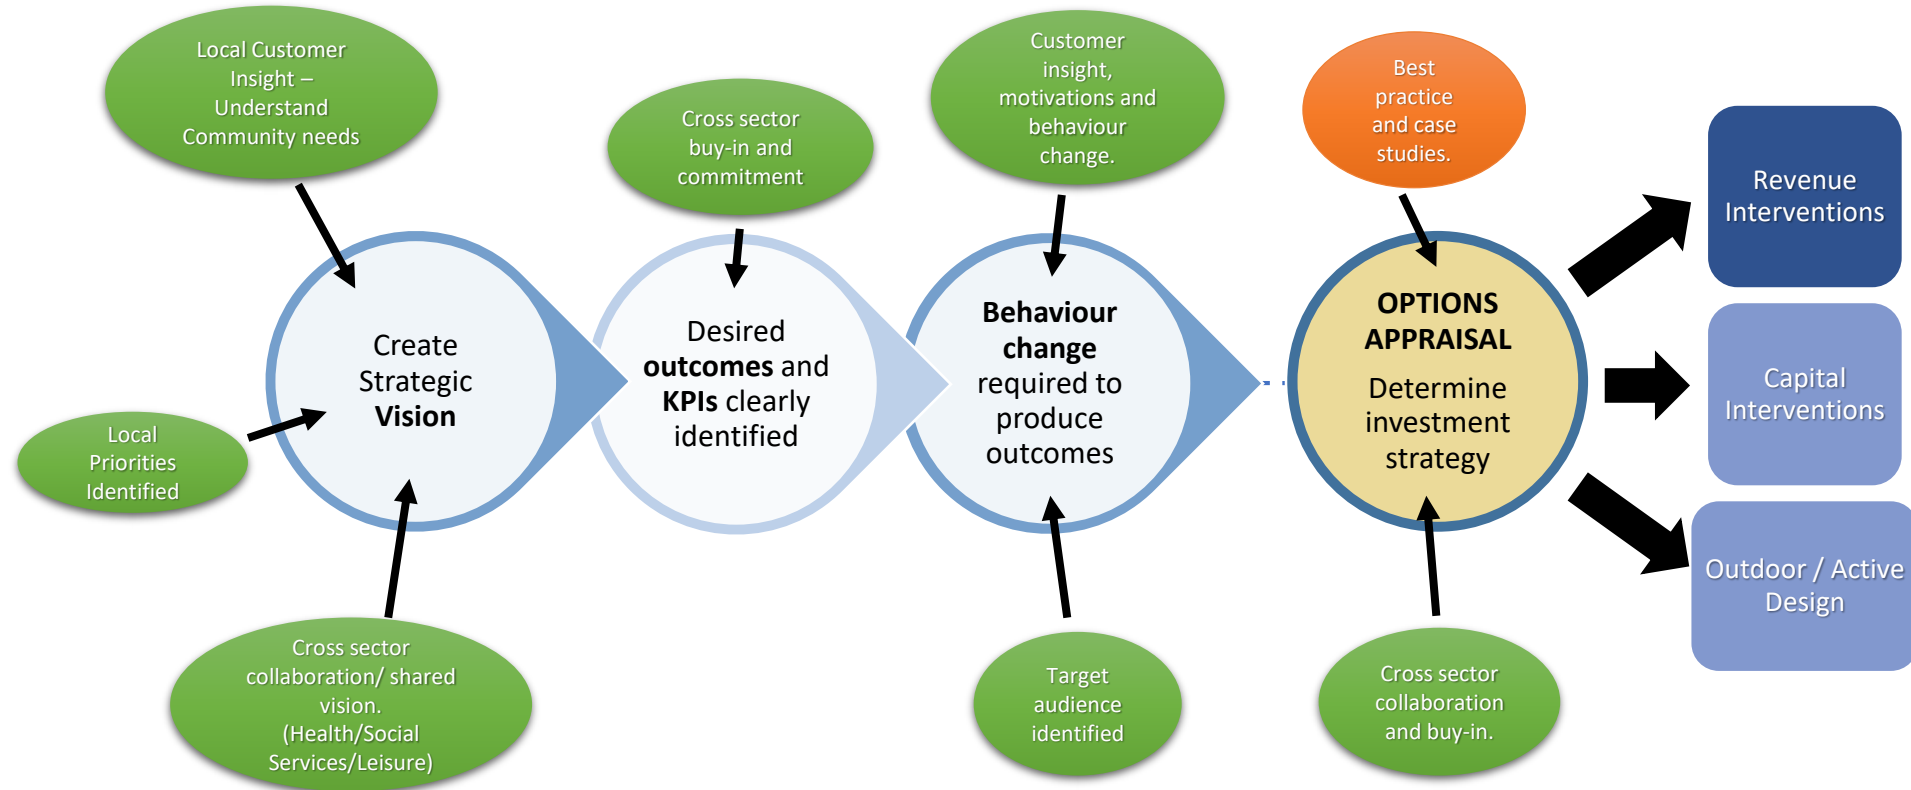 Local Customer
Insight –
Understand
Community needs
Local
Priorities
Identified
Cross sector
collaboration/ shared
vision.
(Health/Social
Services/Leisure)
Create
Strategic
Vision
Cross sector
buy-in and
commitment
Desired
outcomes and
KPIs clearly
identified
Customer
insight,
motivations and
behaviour
change.
Behaviour
change
required to
produce
outcomes
Target
audience
identified
Best
practice
and case
studies.
OPTIONS
APPRAISAL
Determine
investment
strategy
Cross sector
collaboration
and buy-in.
Revenue
Interventions
Capital
Interventions
Outdoor / Active
Design